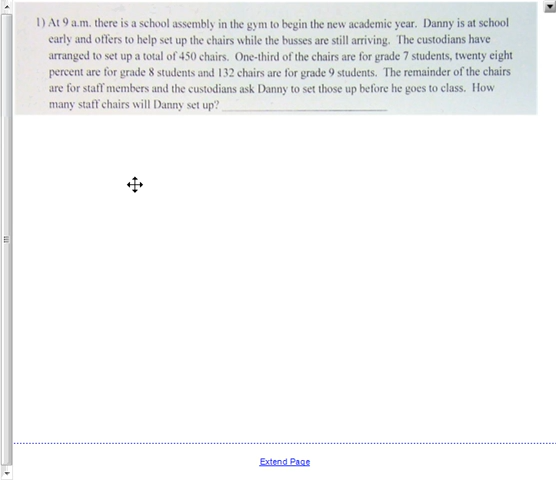 1) At 9 a.m. there is a school assembly in the gym to begin the new academic year. Danny is at school
early and offers to help set up the chairs while the busses are still arriving. The custodians have
arranged to set up a total of 450 chairs. One-third of the chairs are for grade 7 students, twenty eight
percent are for grade 8 students and 132 chairs are for grade 9 students. The remainder of the chairs
are for staff members and the custodians ask Danny to set those up before he goes to class. How
many staff chairs will Danny set up?
Extend Page